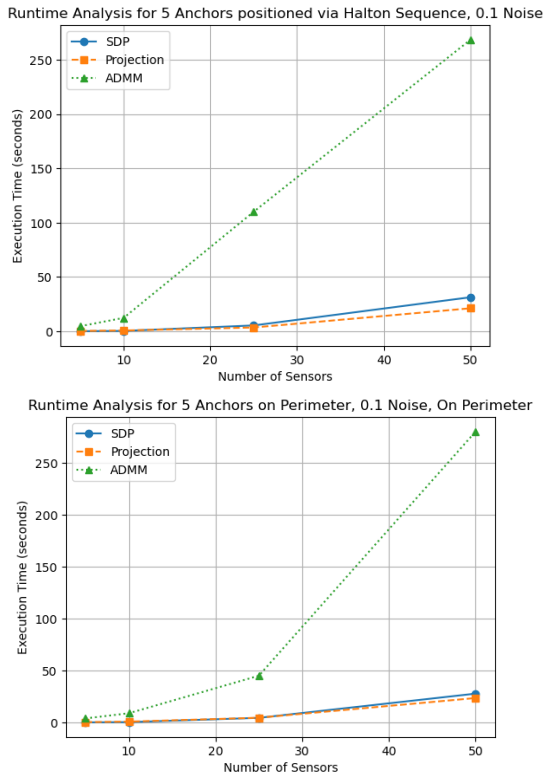 Runtime Analysis for 5 Anchors positioned via Halton Sequence, 0.1 Noise
SDP
Projection
ADMM
250
200
150
100
50
0
Execution Time (seconds)
10
20
30
40
50
Number of Sensors
Runtime Analysis for 5 Anchors on Perimeter, 0.1 Noise, On Perimeter
SDP
Projection
ADMM
250
200
150
100
50
0
Execution Time (seconds)
10
20
30
40
50
Number of Sensors